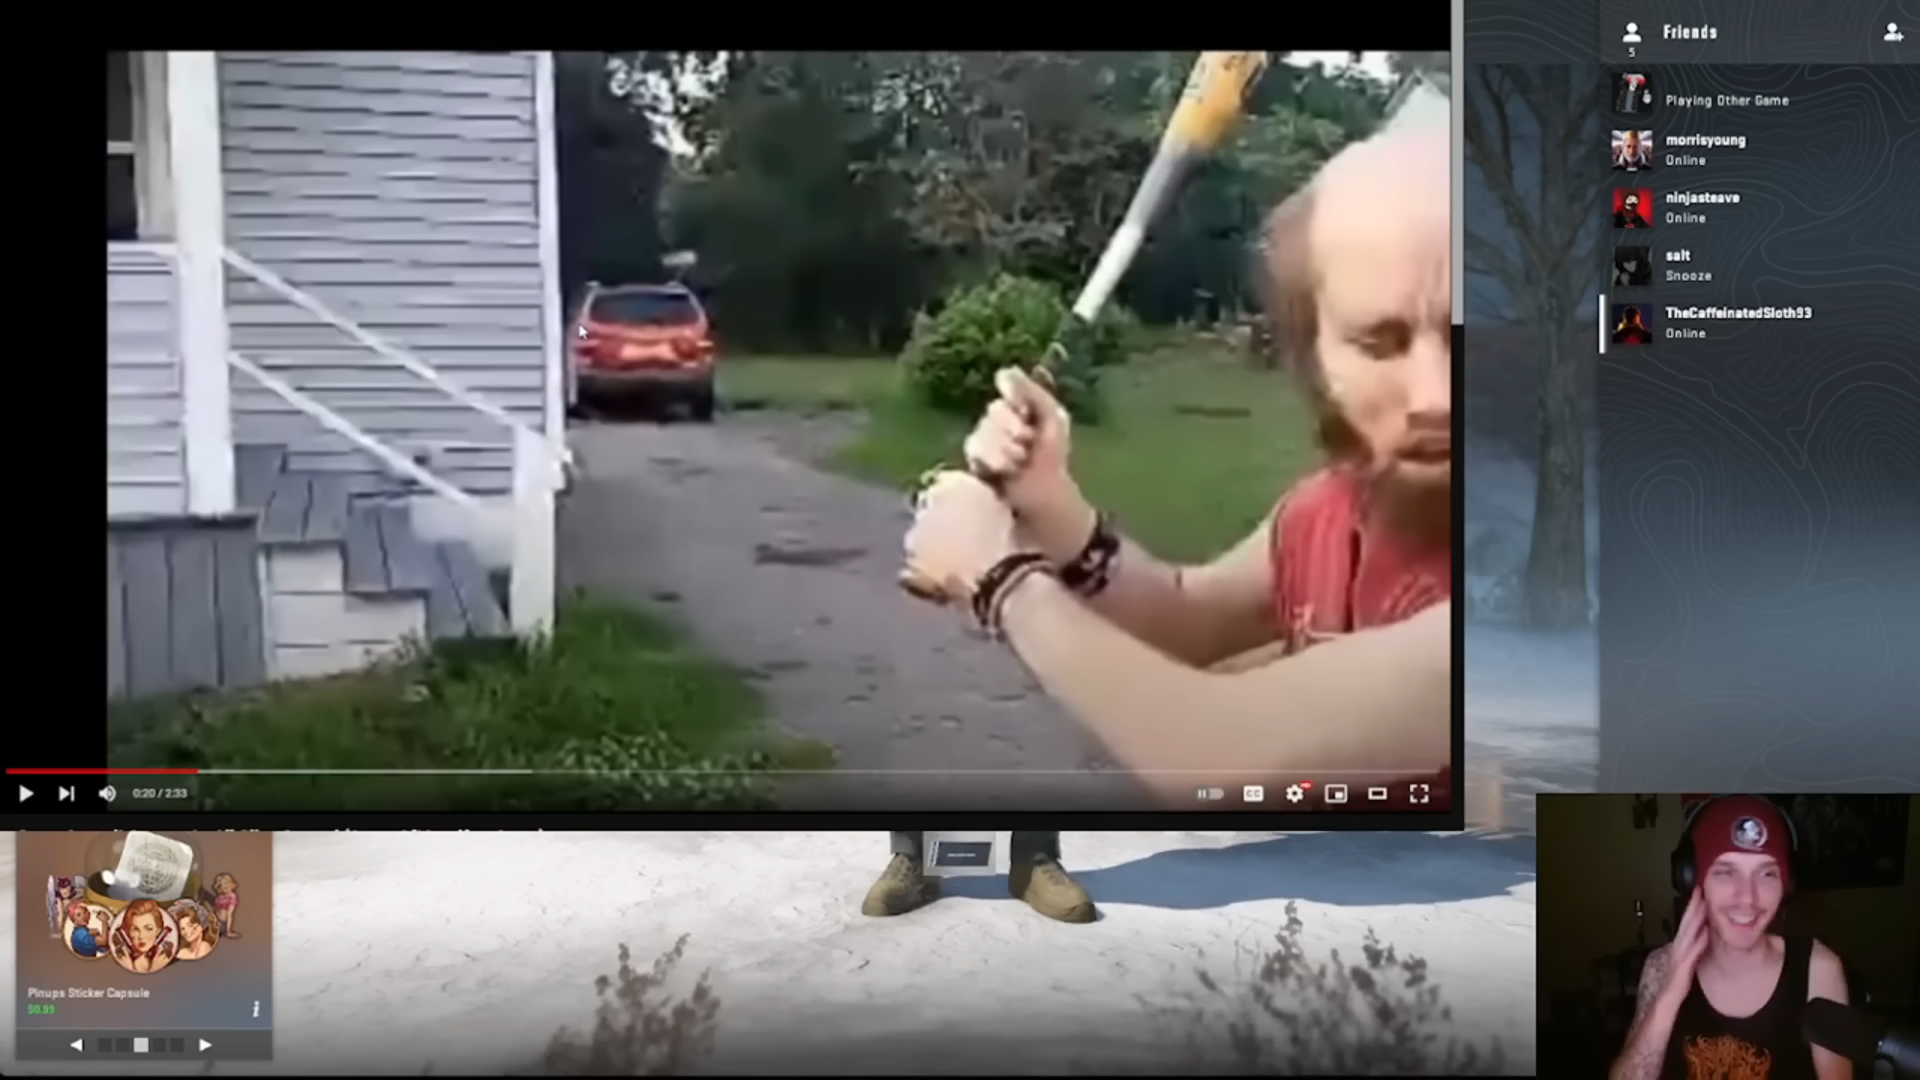 Friends
5
Playing Other Game
morrisyoung
Online
ninjasteave
Online
salt
Snooze
TheCaffeinatedSloth93
Online
0:20 / 2:33
CC
Pinups Sticker Capsule
$0.99